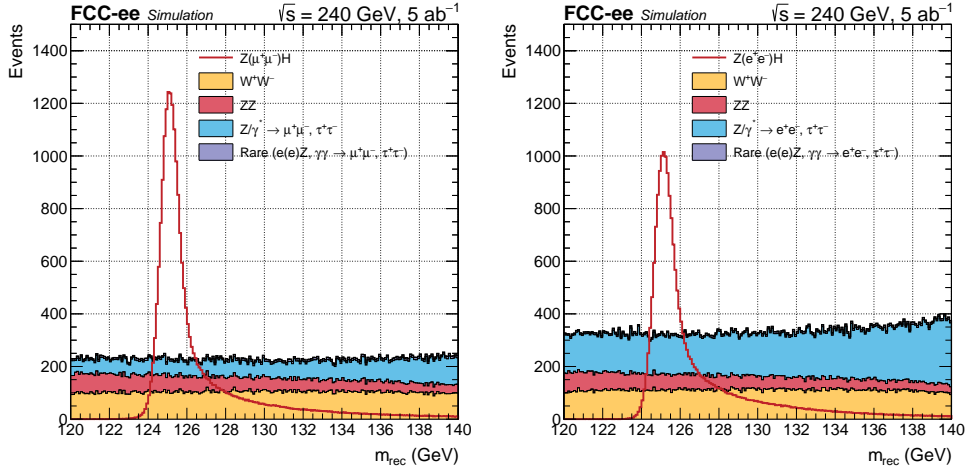 FCC-ee Simulation √s = 240 GeV, 5 ab⁻¹
Events
1400
1200
1000
800
600
400
200
0
Z(μ⁺μ⁻)H
W⁺W⁻
ZZ
Z/γ* → μ⁺μ⁻, τ⁺τ⁻
Rare (e(e)Z, γγ → μ⁺μ⁻, τ⁺τ⁻)
120 122 124 126 128 130 132 134 136 138 140
m_rec (GeV)
FCC-ee Simulation √s = 240 GeV, 5 ab⁻¹
Events
1400
1200
1000
800
600
400
200
0
Z(e⁺e⁻)H
W⁺W⁻
ZZ
Z/γ* → e⁺e⁻, τ⁺τ⁻
Rare (e(e)Z, γγ → e⁺e⁻, τ⁺τ⁻)
120 122 124 126 128 130 132 134 136 138 140
m_rec (GeV)